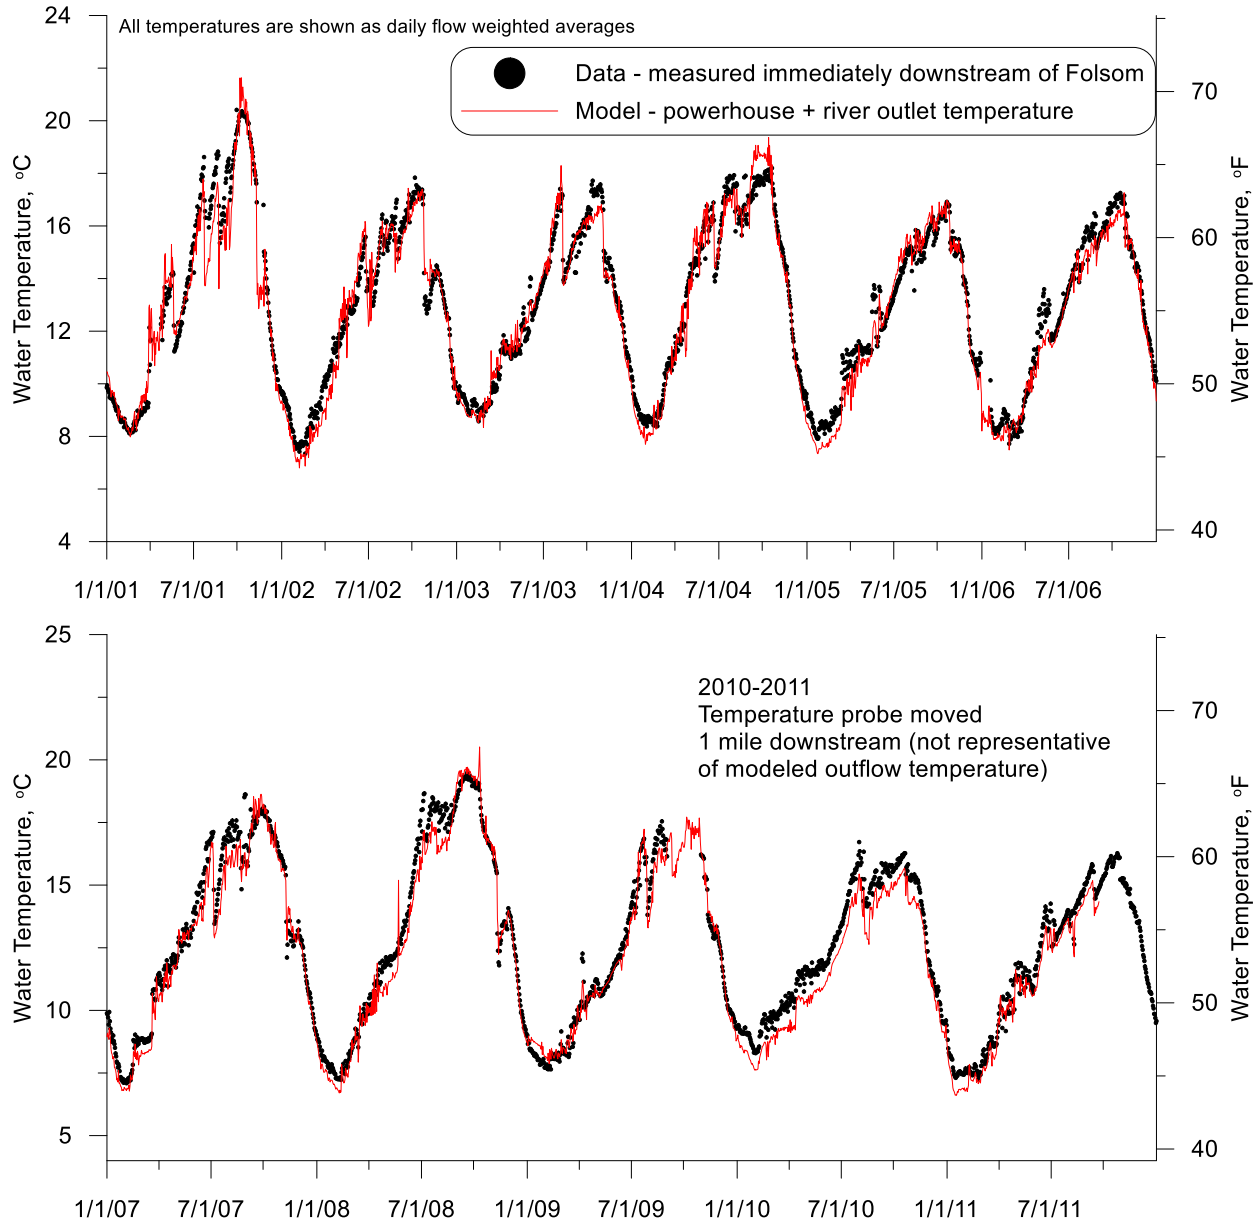 24
20
16
12
8
4
Water Temperature, °C
All temperatures are shown as daily flow weighted averages
Data - measured immediately downstream of Folsom
Model - powerhouse + river outlet temperature
70
60
50
40
Water Temperature, °F
1/1/01 7/1/01 1/1/02 7/1/02 1/1/03 7/1/03 1/1/04 7/1/04 1/1/05 7/1/05 1/1/06 7/1/06
25
20
15
10
5
Water Temperature, °C
2010-2011
Temperature probe moved
1 mile downstream (not representative
of modeled outflow temperature)
70
60
50
40
Water Temperature, °F
1/1/07 7/1/07 1/1/08 7/1/08 1/1/09 7/1/09 1/1/10 7/1/10 1/1/11 7/1/11